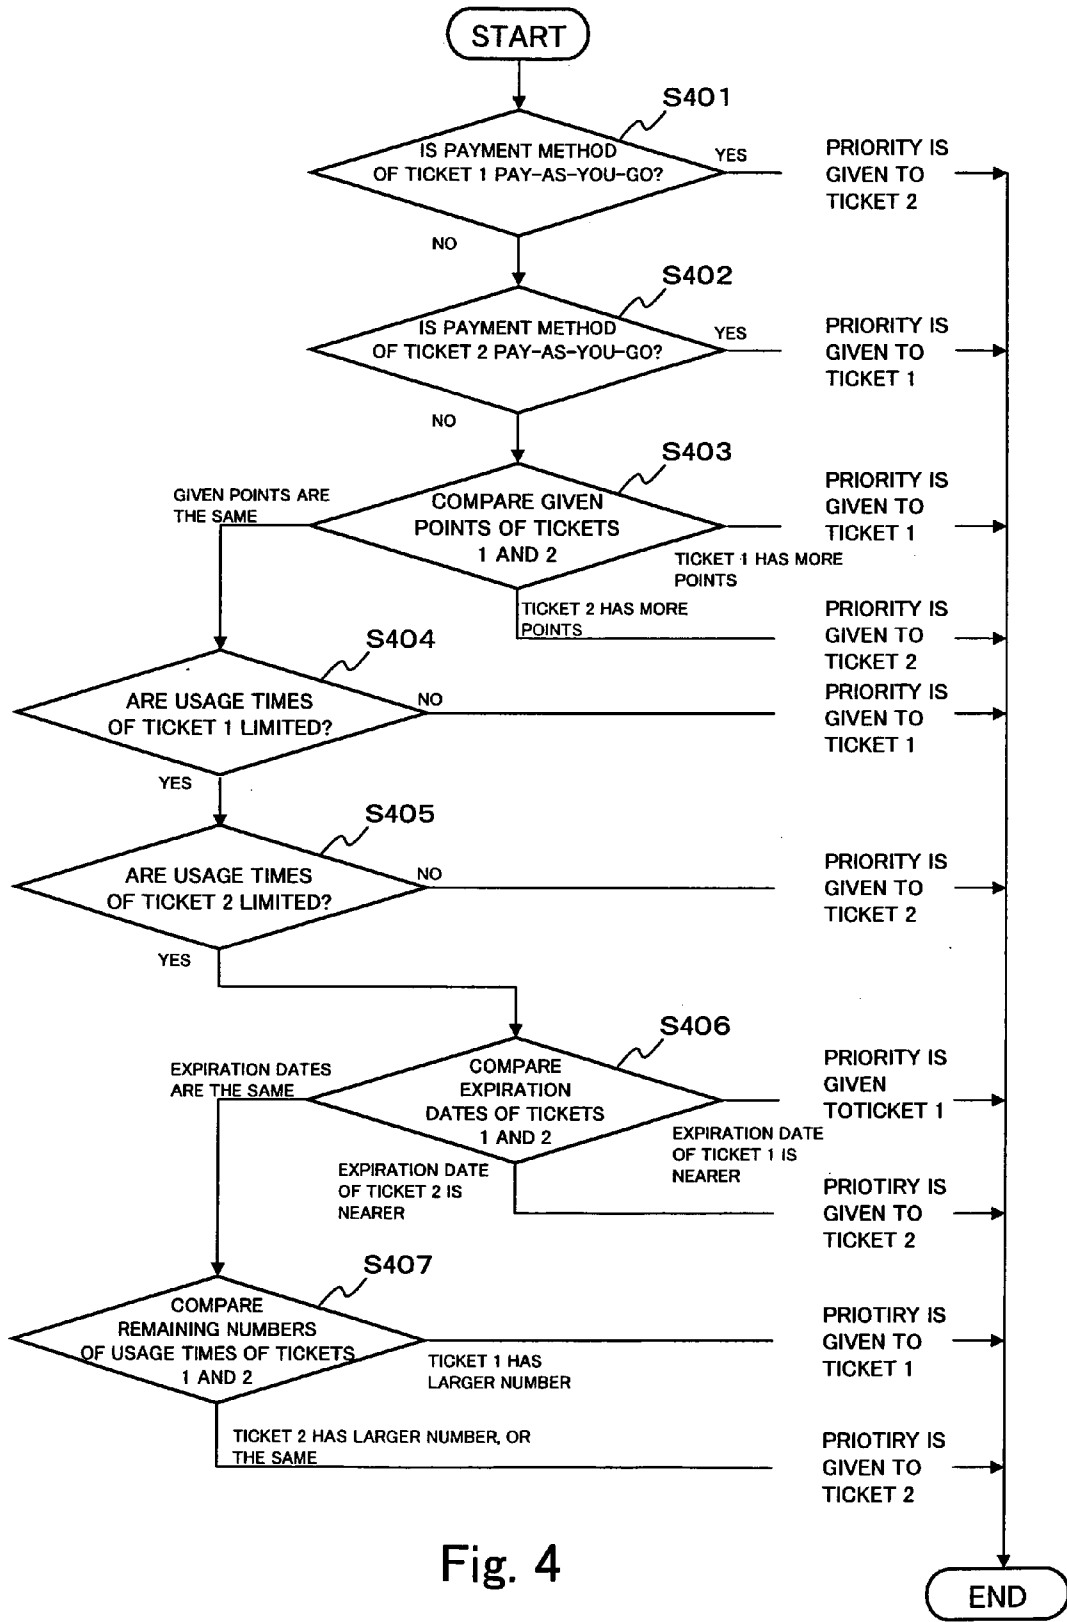 START
S401
IS PAYMENT METHOD
OF TICKET 1 PAY-AS-YOU-GO?
YES
PRIORITY IS
GIVEN TO
TICKET 2
NO
S402
IS PAYMENT METHOD
OF TICKET 2 PAY-AS-YOU-GO?
YES
PRIORITY IS
GIVEN TO
TICKET 1
NO
S403
GIVEN POINTS ARE
THE SAME
COMPARE GIVEN
POINTS OF TICKETS
1 AND 2
PRIORITY IS
GIVEN TO
TICKET 1
TICKET 1 HAS MORE
POINTS
TICKET 2 HAS MORE
POINTS
PRIORITY IS
GIVEN TO
TICKET 2
S404
ARE USAGE TIMES
OF TICKET 1 LIMITED?
NO
PRIORITY IS
GIVEN TO
TICKET 1
YES
S405
ARE USAGE TIMES
OF TICKET 2 LIMITED?
NO
PRIORITY IS
GIVEN TO
TICKET 2
YES
S406
EXPIRATION DATES
ARE THE SAME
COMPARE
EXPIRATION
DATES OF TICKETS
1 AND 2
PRIORITY IS
GIVEN
TOTICKET 1
EXPIRATION DATE
OF TICKET 1 IS
NEARER
EXPIRATION DATE
OF TICKET 2 IS
NEARER
PRIOTIRY IS
GIVEN TO
TICKET 2
S407
COMPARE
REMAINING NUMBERS
OF USAGE TIMES OF TICKETS
1 AND 2
TICKET 1 HAS
LARGER NUMBER
PRIOTIRY IS
GIVEN TO
TICKET 1
TICKET 2 HAS LARGER NUMBER, OR
THE SAME
PRIOTIRY IS
GIVEN TO
TICKET 2
Fig. 4
END